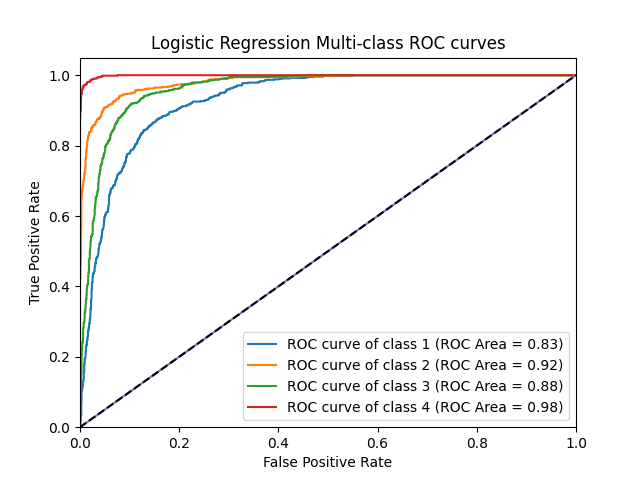 Logistic Regression Multi-class ROC curves
1.0
0.8
0.6
0.4
0.2
0.0
True Positive Rate
ROC curve of class 1 (ROC Area = 0.83)
ROC curve of class 2 (ROC Area = 0.92)
ROC curve of class 3 (ROC Area = 0.88)
ROC curve of class 4 (ROC Area = 0.98)
0.0 0.2 0.4 0.6 0.8 1.0
False Positive Rate